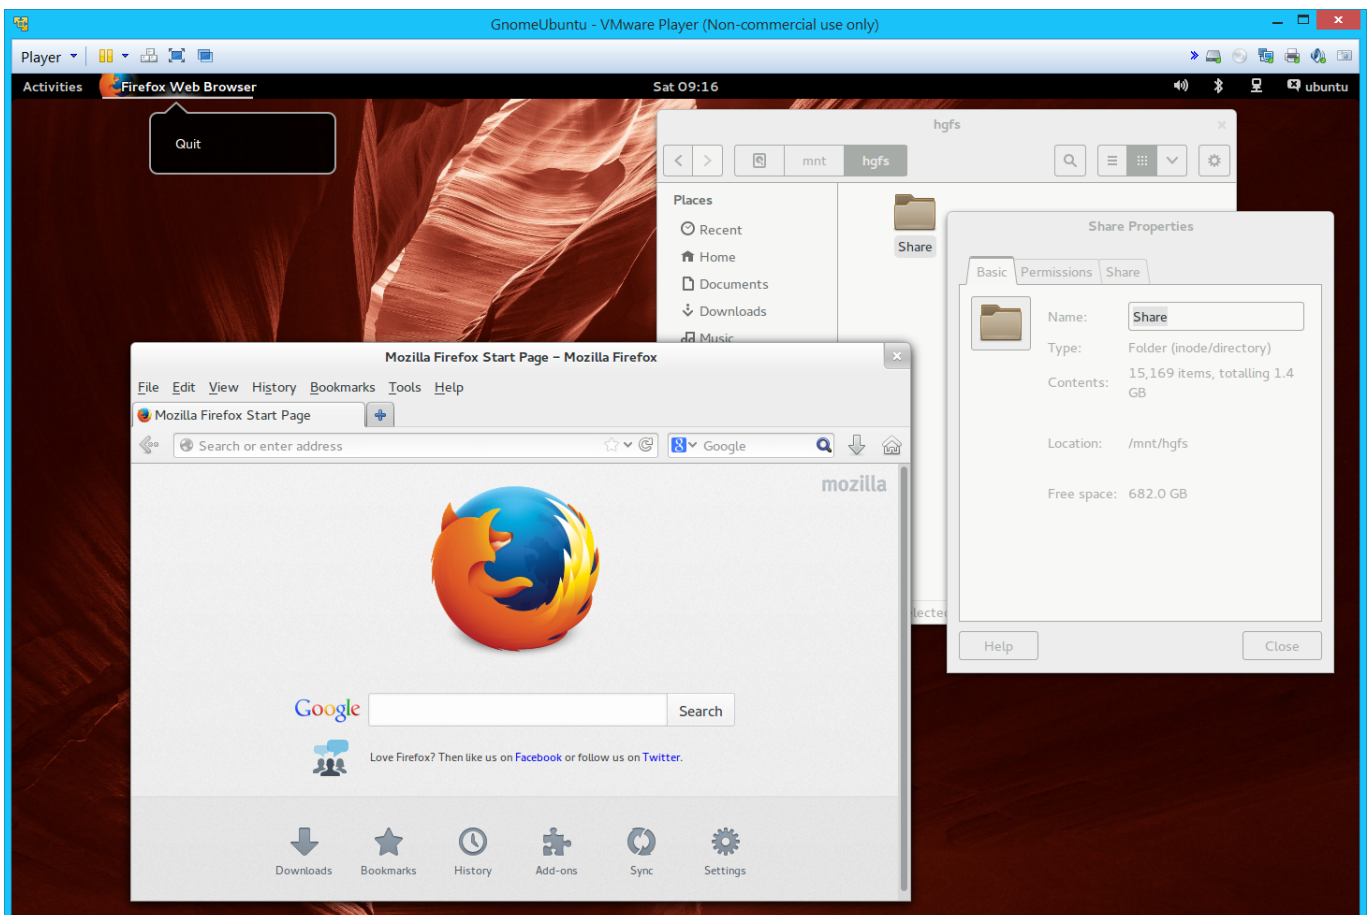 GnomeUbuntu - VMware Player (Non-commercial use only)
Player
Activities
Firefox Web Browser
Sat 09:16
ubuntu
Quit
hgfs
mnt
hgfs
Places
Recent
Home
Documents
Downloads
Music
Share
Share Properties
Basic
Permissions
Share
Name:
Share
Type:
Folder (inode/directory)
Contents:
15,169 items, totalling 1.4
GB
Location:
/mnt/hgfs
Free space:
682.0 GB
Help
Close
Mozilla Firefox Start Page – Mozilla Firefox
File Edit View History Bookmarks Tools Help
Mozilla Firefox Start Page
Search or enter address
Google
mozilla
Google
Search
Love Firefox? Then like us on Facebook or follow us on Twitter.
Downloads
Bookmarks
History
Add-ons
Sync
Settings